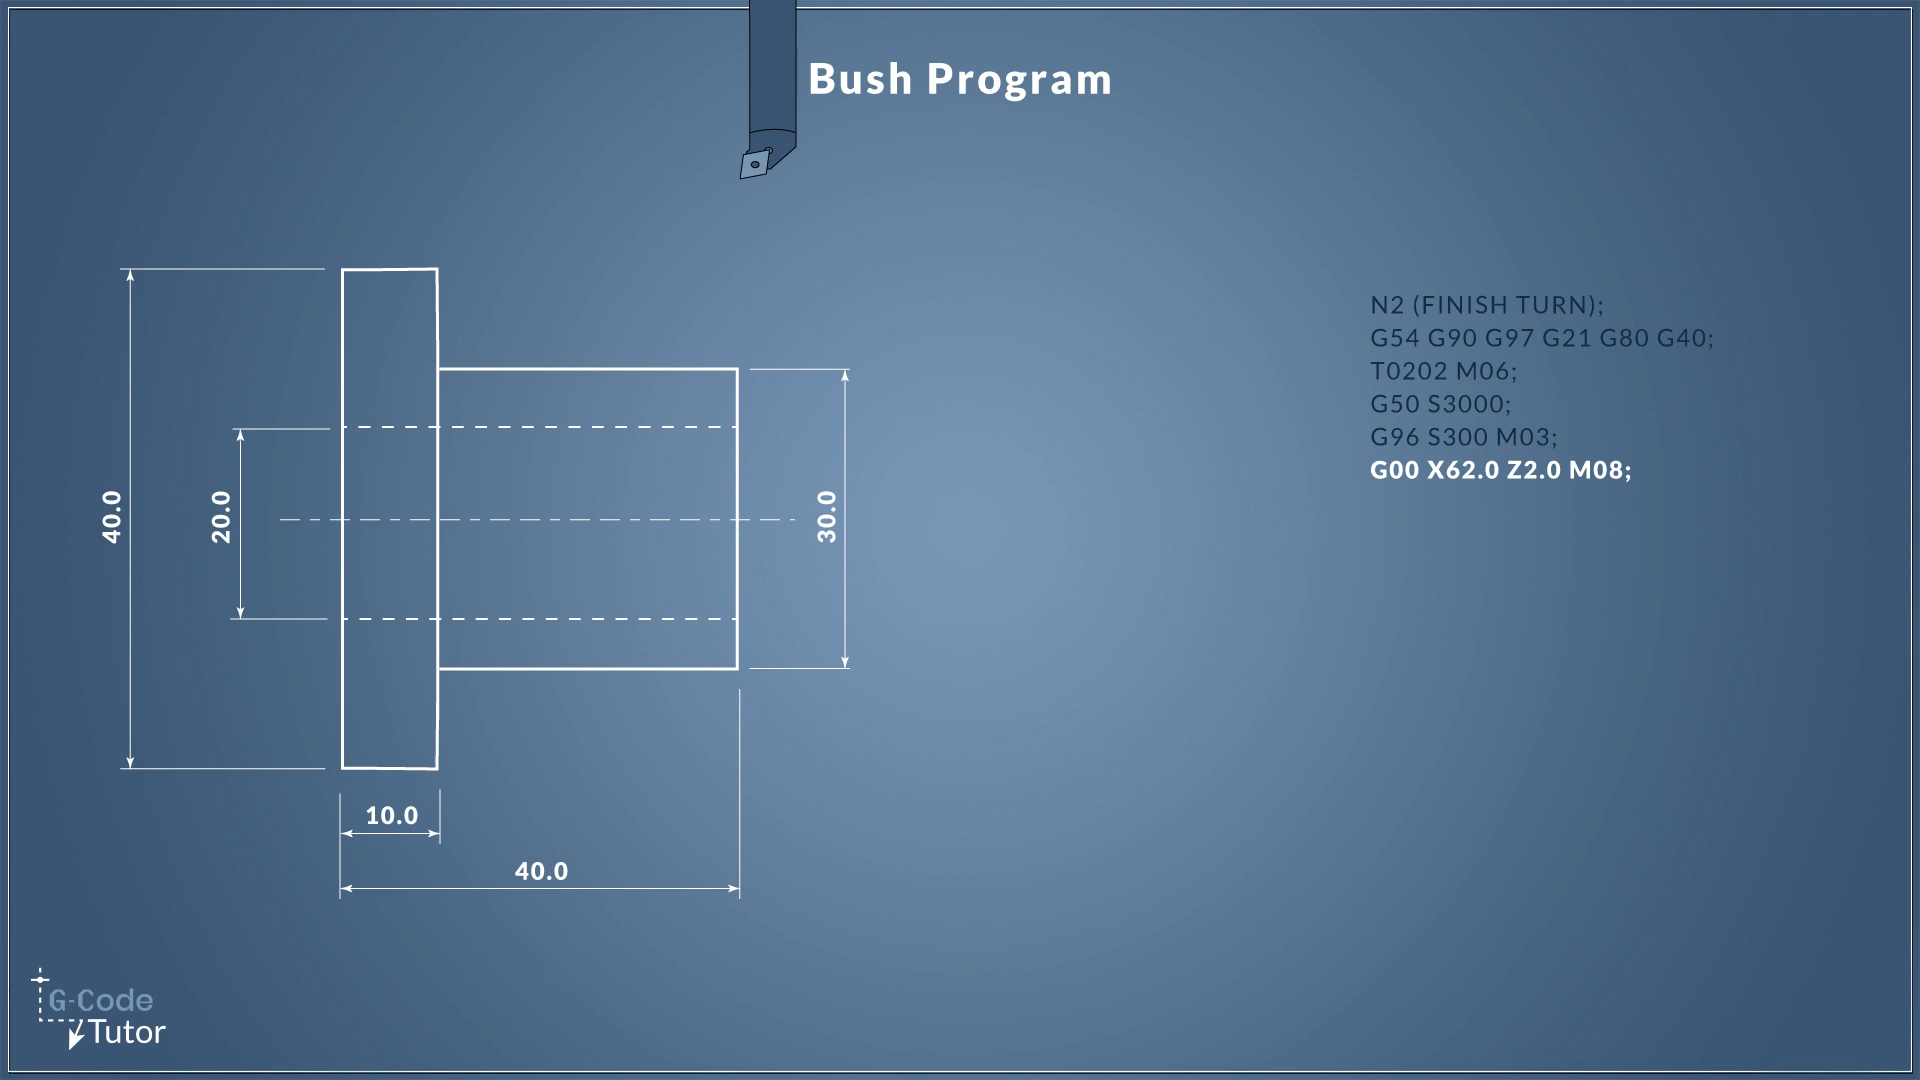 Bush Program
N2 (FINISH TURN);
G54 G90 G97 G21 G80 G40;
T0202 M06;
G50 S3000;
G96 S300 M03;
G00 X62.0 Z2.0 M08;
40.0
20.0
30.0
10.0
40.0
G-Code
Tutor